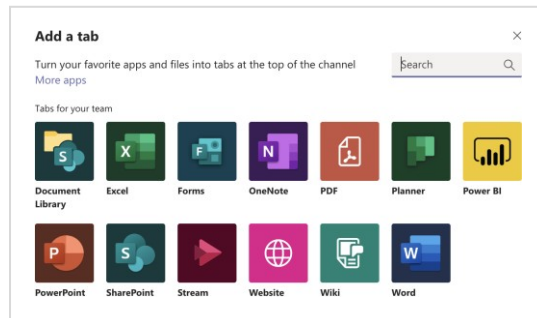 Add a tab
Turn your favorite apps and files into tabs at the top of the channel
Search
More apps
Tabs for your team
S
X
F
N
Document
Library
Excel
Forms
OneNote
PDF
Planner
Power BI
P
S
W
PowerPoint
SharePoint
Stream
Website
Wiki
Word